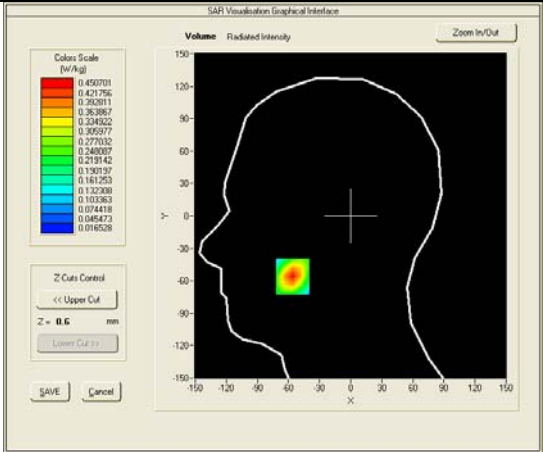 SAR Visualisation Graphical Interface
Volume Radiated Intensity
Zoom In/Out
Colors Scale
(W/kg)
0.450701
0.421756
0.392811
0.363867
0.334922
0.305977
0.277032
0.248087
0.219142
0.190197
0.161253
0.132308
0.103363
0.074418
0.045473
0.016528
Z-Cuts Control
<< Upper Cut
Z = 0.6 mm
Lower Cut >>
SAVE Cancel
150
120
90
60
30
0
-30
-60
-90
-120
-150
Y
-150 -120 -90 -60 -30 0 30 60 90 120 150
X